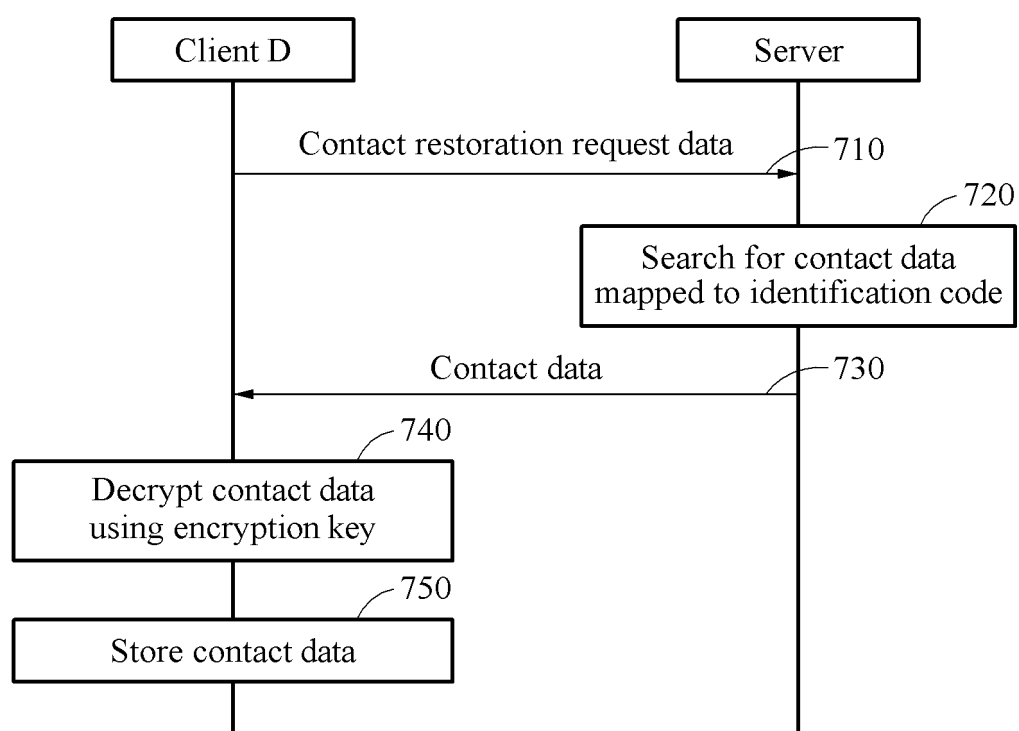 Client D
Server
Contact restoration request data
710
720
Search for contact data
mapped to identification code
Contact data
730
740
Decrypt contact data
using encryption key
750
Store contact data